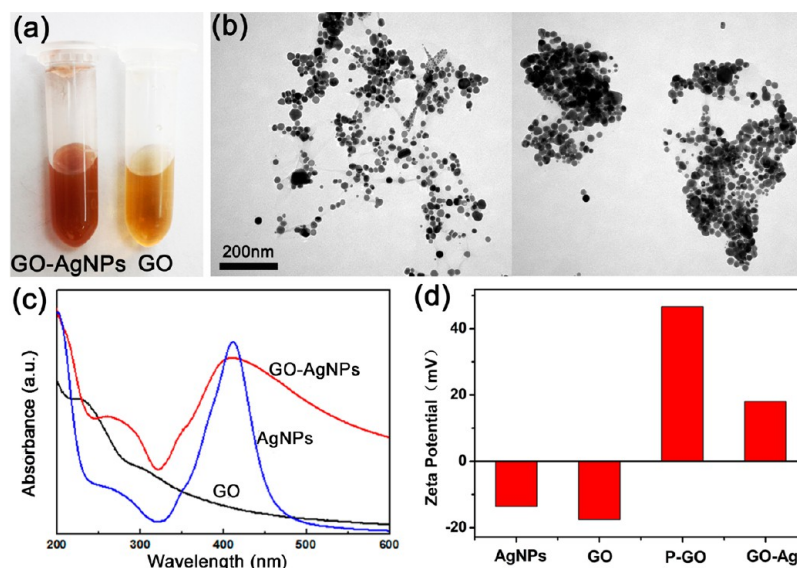 (a)
GO-AgNPs GO
(b)
200nm
(c)
Absorbance (a.u.)
GO-AgNPs
AgNPs
GO
200 300 400 500 600
Wavelength (nm)
(d)
Zeta Potential (mV)
40
20
0
-20
AgNPs GO P-GO GO-Ag